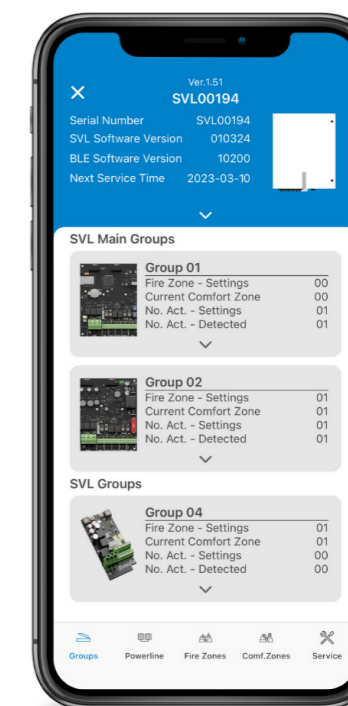 Ver.1.51
SVL00194
Serial Number SVL00194
SVL Software Version 010324
BLE Software Version 10200
Next Service Time 2023-03-10
SVL Main Groups
Group 01
Fire Zone - Settings 00
Current Comfort Zone 00
No. Act. - Settings 01
No. Act. - Detected 01
Group 02
Fire Zone - Settings 01
Current Comfort Zone 01
No. Act. - Settings 01
No. Act. - Detected 01
SVL Groups
Group 04
Fire Zone - Settings 01
Current Comfort Zone 01
No. Act. - Settings 00
No. Act. - Detected 00
Groups Powerline Fire Zones Comf.Zones Service